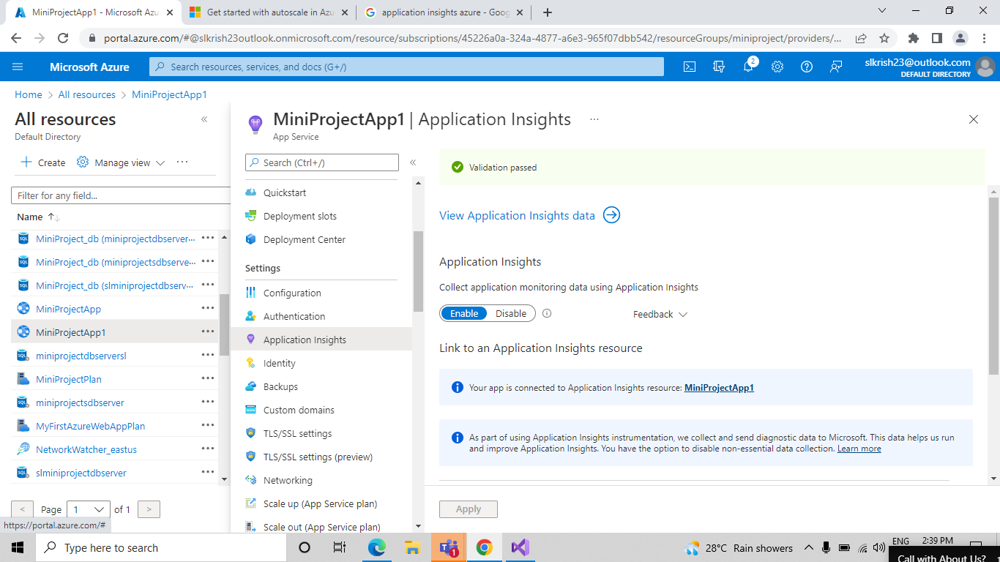 MiniProjectApp1 - Microsoft Azu
Get started with autoscale in Azu
application insights azure - Goog
portal.azure.com/#@slkrish23outlook.onmicrosoft.com/resource/subscriptions/45226a0a-324a-4877-a6e3-965f07dbb542/resourceGroups/miniproject/providers/...
Microsoft Azure
Search resources, services, and docs (G+/)
2
slkrish23@outlook.com
DEFAULT DIRECTORY
Home > All resources > MiniProjectApp1
All resources
Default Directory
Create
Manage view
Filter for any field...
Name
MiniProject_db (miniprojectdbserver...
MiniProject_db (miniprojectsdbserve...
MiniProject_db (slminiprojectdbserv...
MiniProjectApp
MiniProjectApp1
miniprojectdbserversl
MiniProjectPlan
miniprojectsdbserver
MyFirstAzureWebAppPlan
NetworkWatcher_eastus
slminiprojectdbserver
< Page 1 of 1 >
https://portal.azure.com/#
MiniProjectApp1 | Application Insights ...
App Service
Search (Ctrl+/)
Quickstart
Deployment slots
Deployment Center
Settings
Configuration
Authentication
Application Insights
Identity
Backups
Custom domains
TLS/SSL settings
TLS/SSL settings (preview)
Networking
Scale up (App Service plan)
Scale out (App Service plan)
Validation passed
View Application Insights data
Application Insights
Collect application monitoring data using Application Insights
Enable Disable
Feedback
Link to an Application Insights resource
Your app is connected to Application Insights resource: MiniProjectApp1
As part of using Application Insights instrumentation, we collect and send diagnostic data to Microsoft. This data helps us run
and improve Application Insights. You have the option to disable non-essential data collection. Learn more
Apply
Type here to search
1
28°C Rain showers
ENG
2:39 PM
Call with About Us?